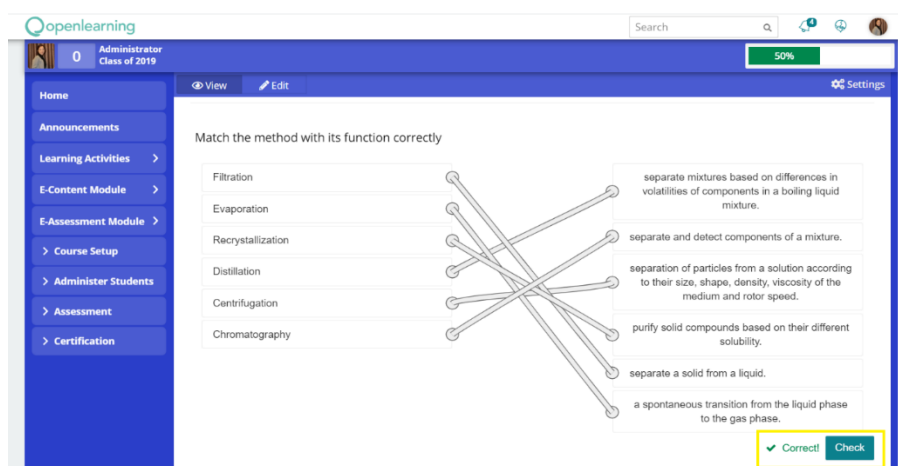 openlearning
Search
0
Administrator
Class of 2019
50%
Home
Announcements
Learning Activities >
E-Content Module >
E-Assessment Module >
> Course Setup
> Administer Students
> Assessment
> Certification
View
Edit
Settings
Match the method with its function correctly
Filtration
Evaporation
Recrystallization
Distillation
Centrifugation
Chromatography
separate mixtures based on differences in
volatilities of components in a boiling liquid
mixture.
separate and detect components of a mixture.
separation of particles from a solution according
to their size, shape, density, viscosity of the
medium and rotor speed.
purify solid compounds based on their different
solubility.
separate a solid from a liquid.
a spontaneous transition from the liquid phase
to the gas phase.
Correct!
Check